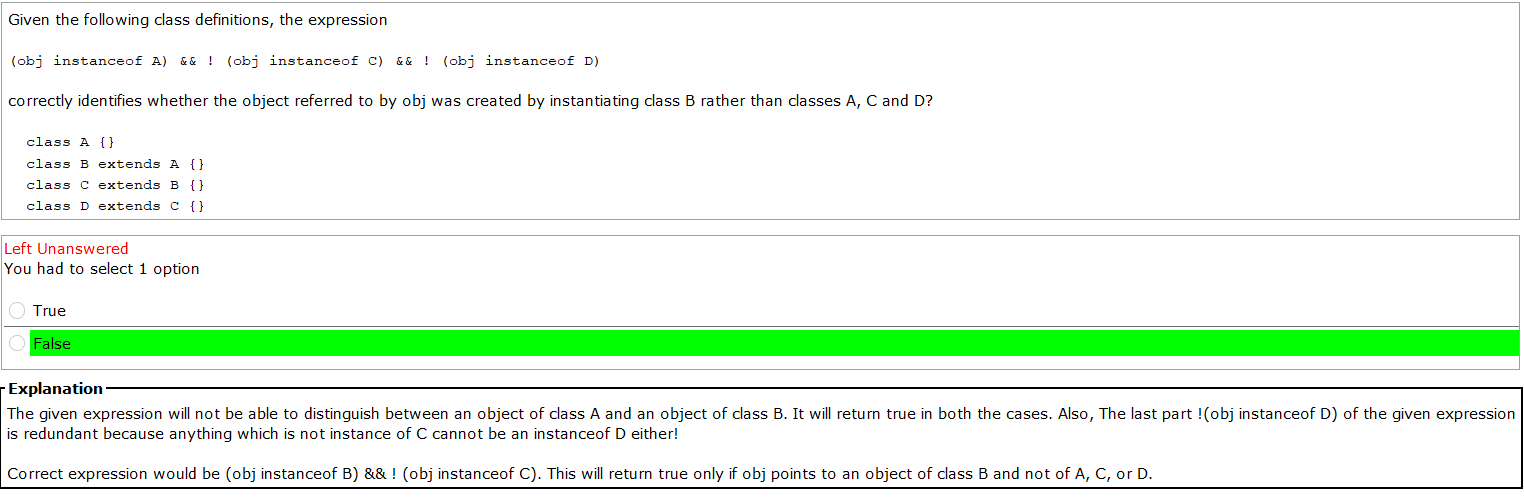 Given the following class definitions, the expression
(obj instanceof A) && ! (obj instanceof C) && ! (obj instanceof D)
correctly identifies whether the object referred to by obj was created by instantiating class B rather than classes A, C and D?
class A {}
class B extends A {}
class C extends B {}
class D extends C {}
Left Unanswered
You had to select 1 option
True
False
Explanation
The given expression will not be able to distinguish between an object of class A and an object of class B. It will return true in both the cases. Also, The last part !(obj instanceof D) of the given expression
is redundant because anything which is not instance of C cannot be an instanceof D either!
Correct expression would be (obj instanceof B) && ! (obj instanceof C). This will return true only if obj points to an object of class B and not of A, C, or D.